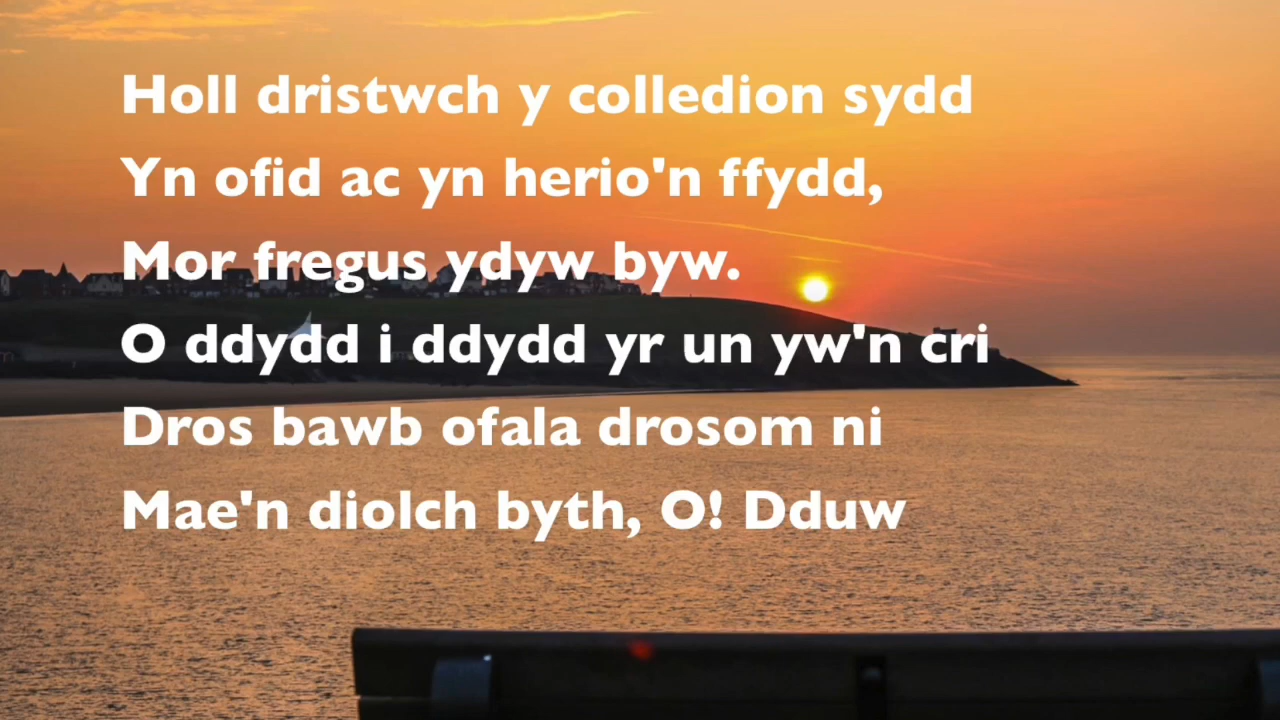 Holl dristwch y colledion sydd
Yn ofid ac yn herio'n ffydd,
Mor fregus ydyw byw.
O ddydd i ddydd yr un yw'n cri
Dros bawb ofala drosom ni
Mae'n diolch byth, O! Dduw